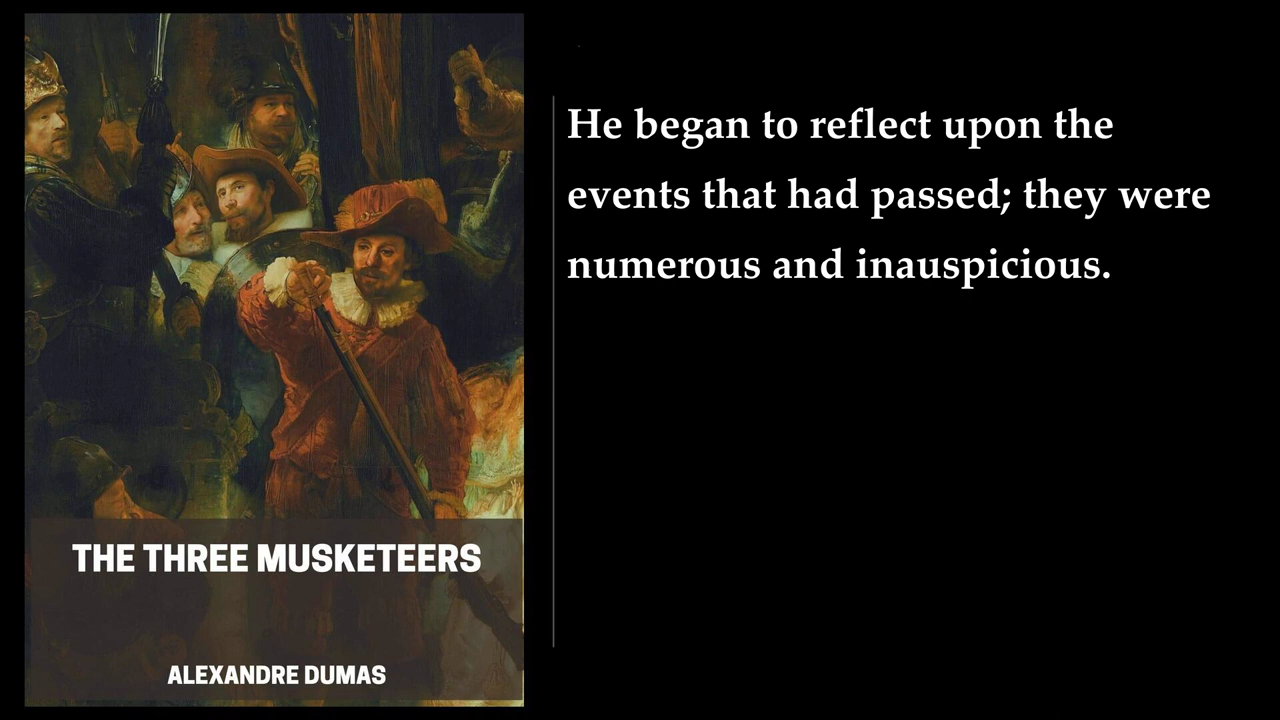 He began to reflect upon the
events that had passed; they were
numerous and inauspicious.
THE THREE MUSKETEERS
ALEXANDRE DUMAS